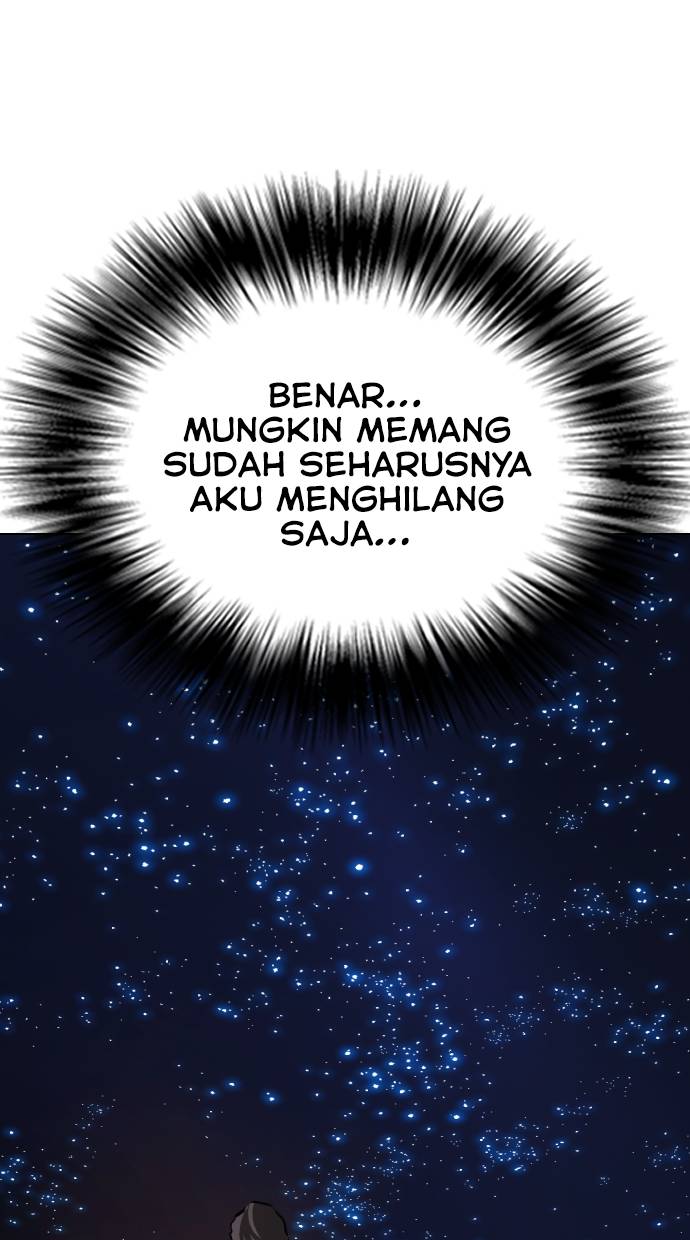 BENAR...
MUNGKIN MEMANG
SUDAH SEHARUSNYA
AKU MENGHILANG
SAJA...